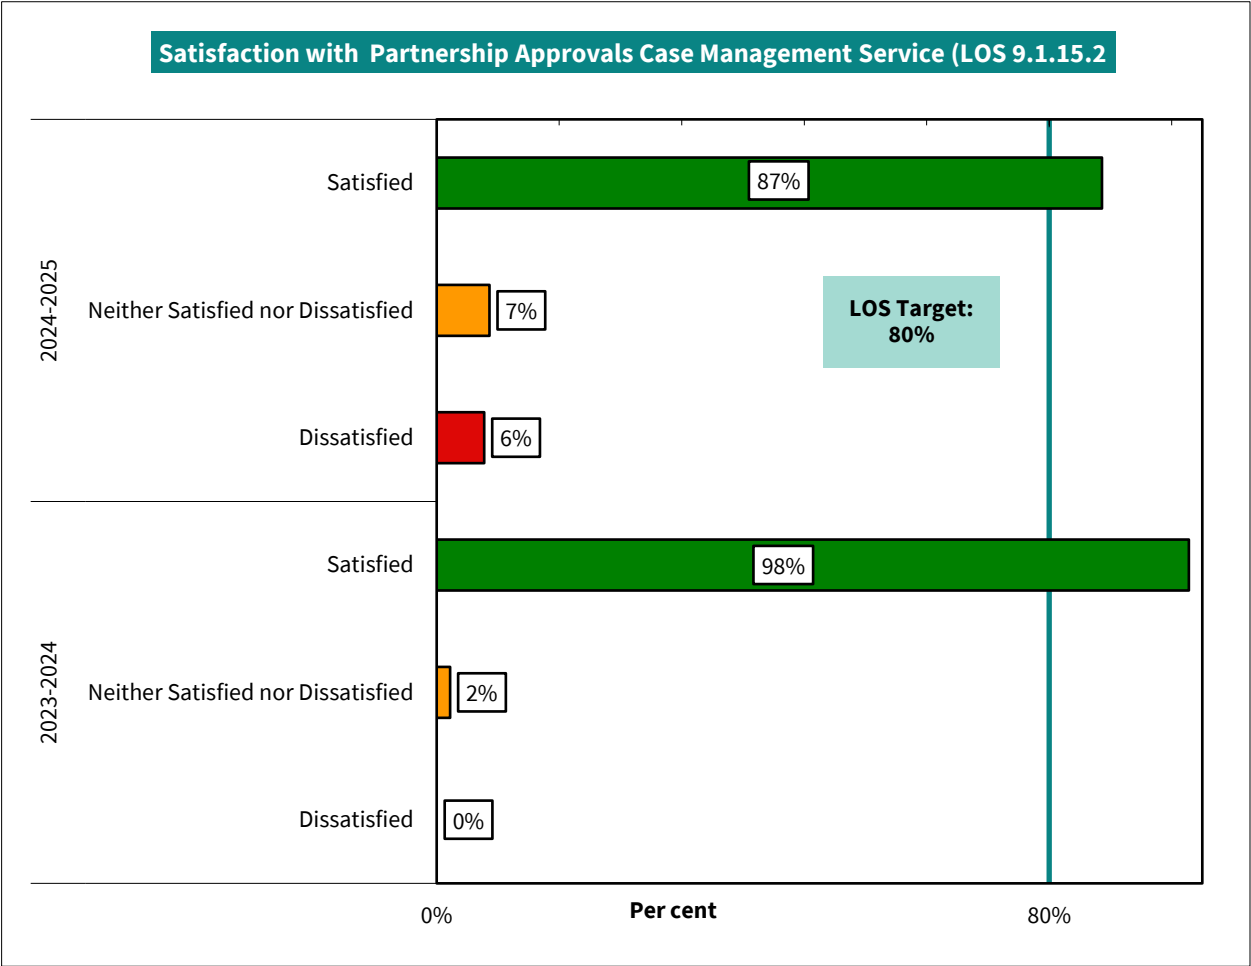 Satisfaction with  Partnership Approvals Case Management Service (LOS 9.1.15.2
2024-2025
Satisfied
87%
Neither Satisfied nor Dissatisfied
7%
LOS Target:
80%
Dissatisfied
6%
2023-2024
Satisfied
98%
Neither Satisfied nor Dissatisfied
2%
Dissatisfied
0%
0%
Per cent
80%